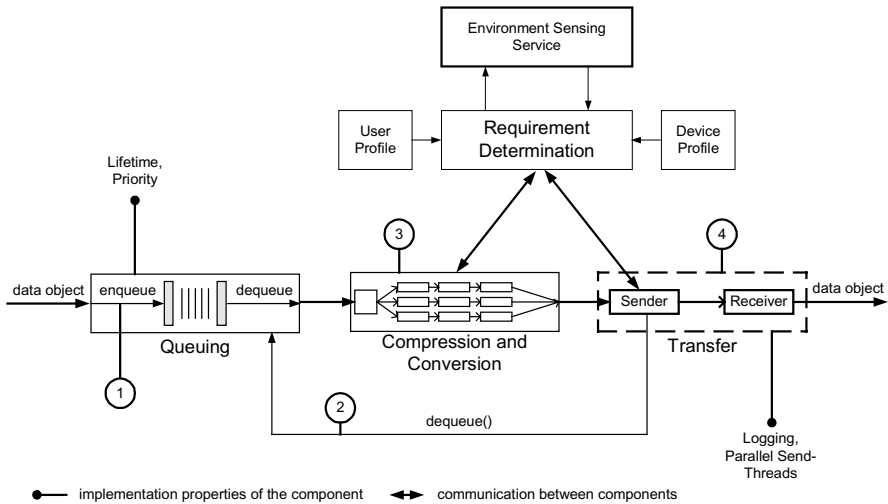 Environment Sensing
Service
User
Profile
Requirement
Determination
Device
Profile
Lifetime,
Priority
3
4
data object
enqueue
dequeue
Sender
Receiver
data object
Queuing
Compression and
Conversion
Transfer
1
2
dequeue()
Logging,
Parallel Send-
Threads
implementation properties of the component
communication between components